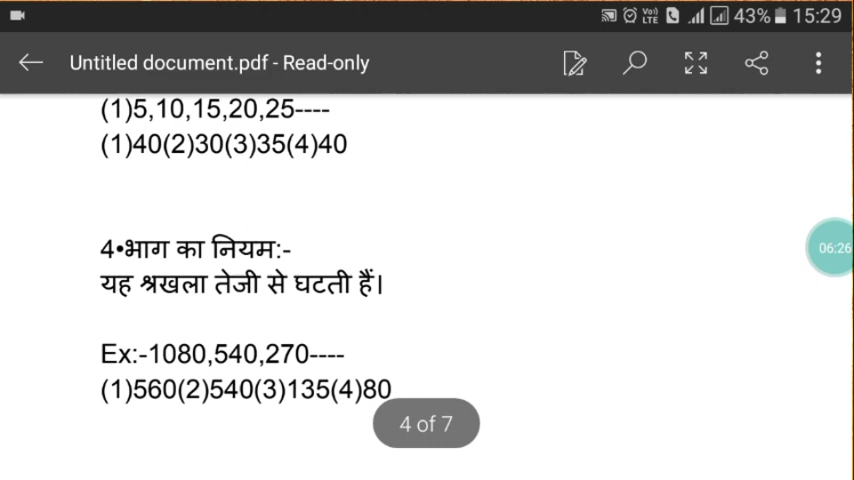 Vo) LTE 43% 15:29
Untitled document.pdf - Read-only
(1)5,10,15,20,25----
(1)40(2)30(3)35(4)40
4•भाग का नियम:-
यह श्रखला तेजी से घटती हैं।
06:26
Ex:-1080,540,270----
(1)560(2)540(3)135(4)80
4 of 7